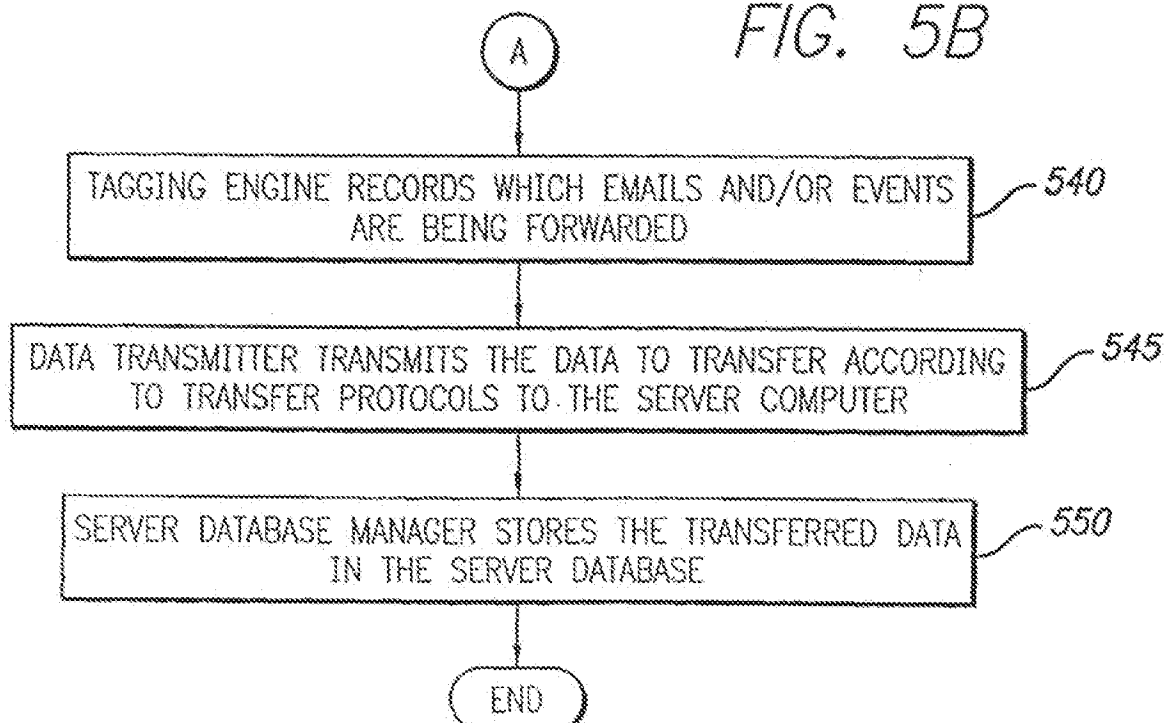 FIG. 5B
A
TAGGING ENGINE RECORDS WHICH EMAILS AND/OR EVENTS
ARE BEING FORWARDED
540
DATA TRANSMITTER TRANSMITS THE DATA TO TRANSFER ACCORDING
TO TRANSFER PROTOCOLS TO THE SERVER COMPUTER
545
SERVER DATABASE MANAGER STORES THE TRANSFERRED DATA
IN THE SERVER DATABASE
550
END